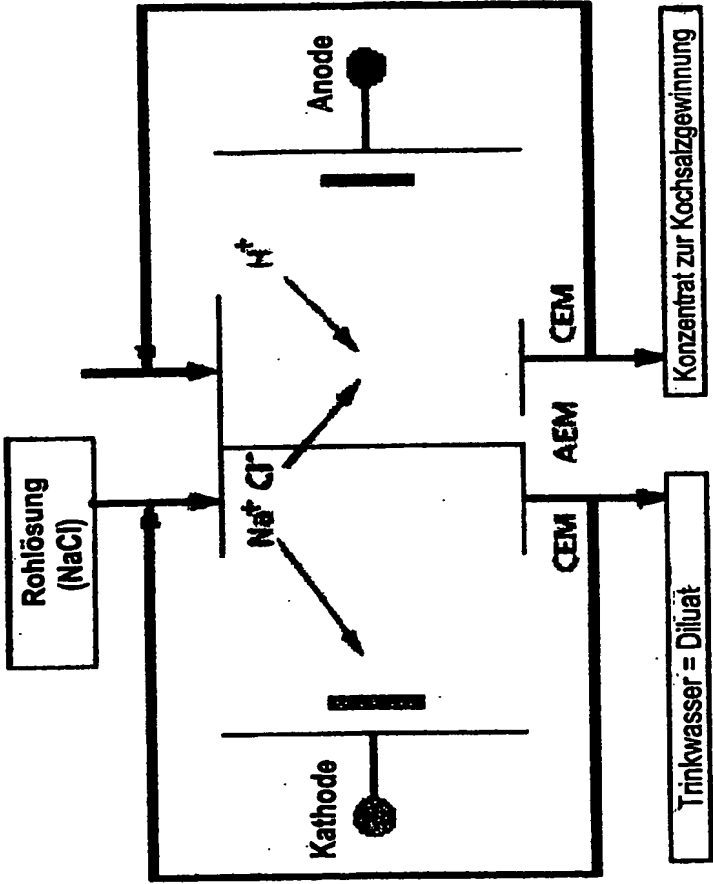 Rohlösung
(NaCl)
Kathode
Anode
Na⁺ Cl⁻
H⁺
CEM
AEM
CEM
Trinkwasser = Diluat
Konzentrat zur Kochsalzgewinnung